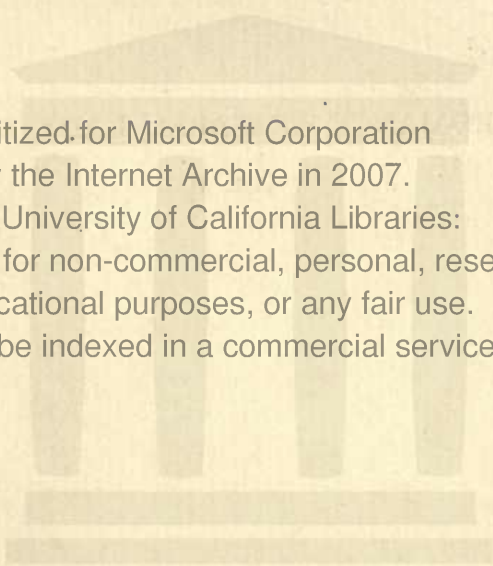 itized for Microsoft Corporation
the Internet Archive in 2007.
University of California Libraries:
for non-commercial, personal, rese
cational purposes, or any fair use.
be indexed in a commercial service